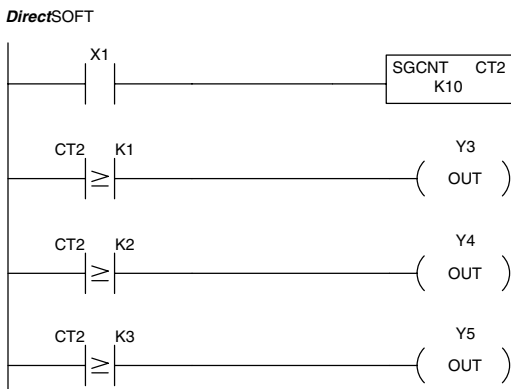 DirectSOFT
X1
SGCNT CT2
K10
CT2 K1
≥
Y3
OUT
CT2 K2
≥
Y4
OUT
CT2 K3
≥
Y5
OUT